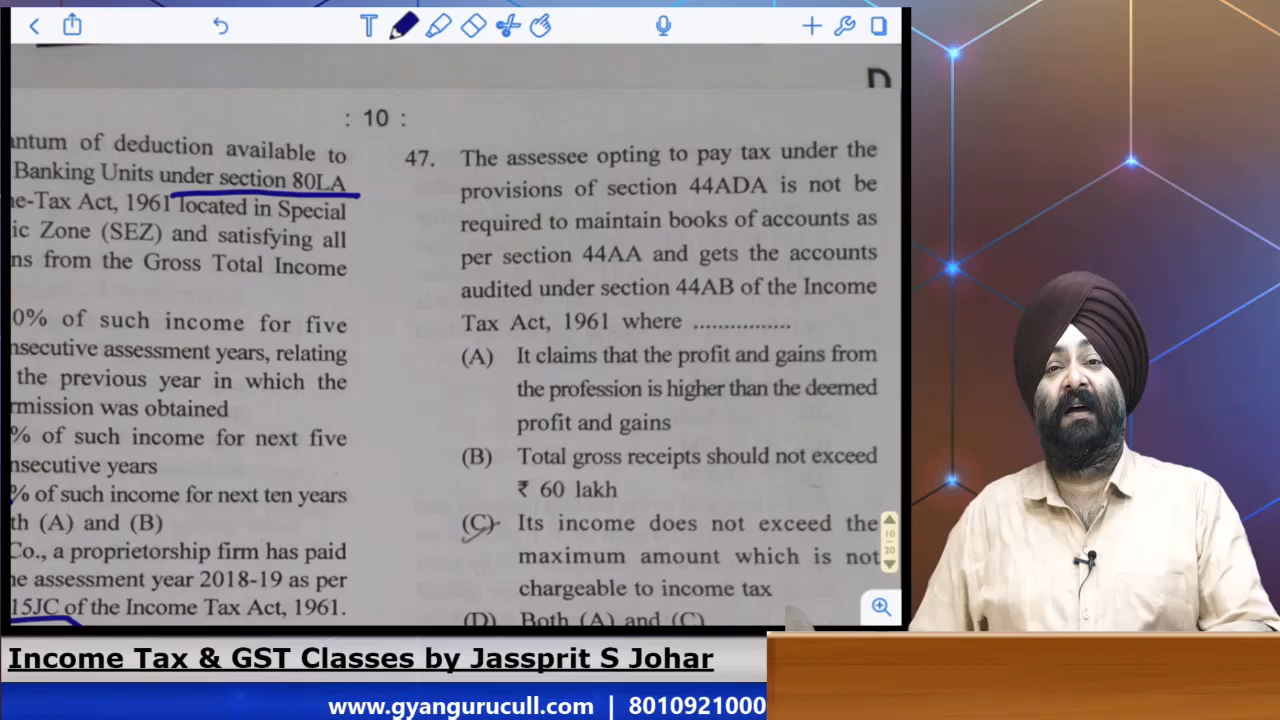 T
D
: 10 :
of deduction available to
Banking Units under section 80LA
Tax Act, 1961 located in Special
Zone (SEZ) and satisfying all
from the Gross Total Income
0% of such income for five
assessment years, relating
the previous year in which the
was obtained
% of such income for next five
years
% of such income for next ten years
(A) and (B)
Co., a proprietorship firm has paid
assessment year 2018-19 as per
15JC of the Income Tax Act, 1961.
47. The assessee opting to pay tax under the
provisions of section 44ADA is not be
required to maintain books of accounts as
per section 44AA and gets the accounts
audited under section 44AB of the Income
Tax Act, 1961 where ................
(A) It claims that the profit and gains from
the profession is higher than the deemed
profit and gains
(B) Total gross receipts should not exceed
₹ 60 lakh
(C) Its income does not exceed the
maximum amount which is not
chargeable to income tax
(D) Both (A) and (C)
10
20
Income Tax & GST Classes by Jassprit S Johar
www.gyangurucull.com | 8010921000